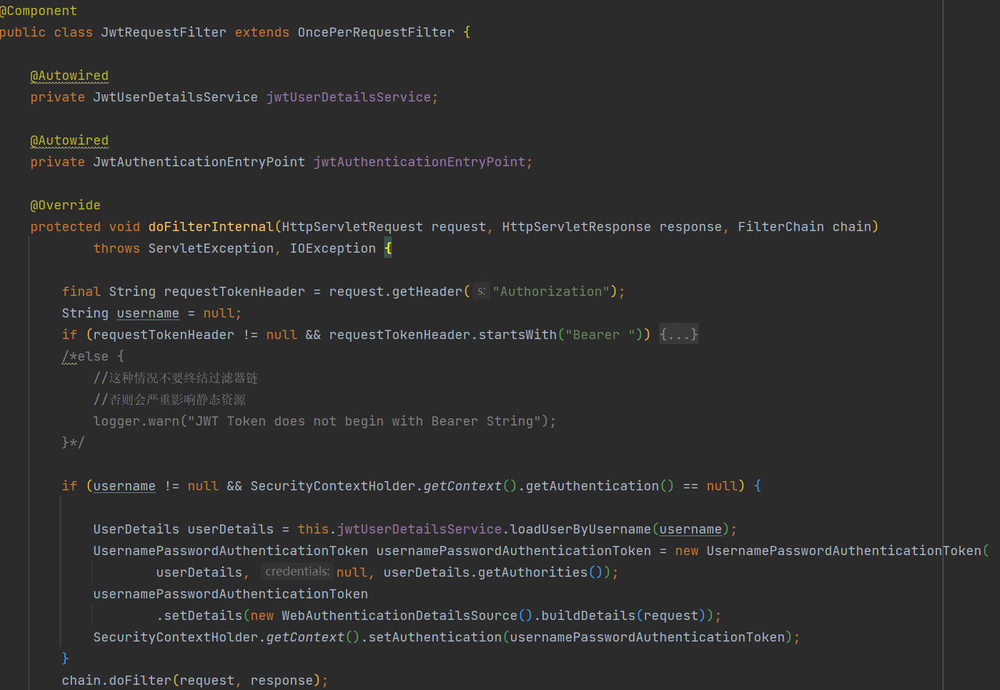 @Component
public class JwtRequestFilter extends OncePerRequestFilter {
@Autowired
private JwtUserDetailsService jwtUserDetailsService;
@Autowired
private JwtAuthenticationEntryPoint jwtAuthenticationEntryPoint;
@Override
protected void doFilterInternal(HttpServletRequest request, HttpServletResponse response, FilterChain chain)
throws ServletException, IOException {
final String requestTokenHeader = request.getHeader( s: "Authorization");
String username = null;
if (requestTokenHeader != null && requestTokenHeader.startsWith("Bearer ")) {...}
/*else {
//这种情况不要终结过滤器链
//否则会严重影响静态资源
logger.warn("JWT Token does not begin with Bearer String");
}*/
if (username != null && SecurityContextHolder.getContext().getAuthentication() == null) {
UserDetails userDetails = this.jwtUserDetailsService.loadUserByUsername(username);
UsernamePasswordAuthenticationToken usernamePasswordAuthenticationToken = new UsernamePasswordAuthenticationToken(
userDetails, credentials: null, userDetails.getAuthorities());
usernamePasswordAuthenticationToken
.setDetails(new WebAuthenticationDetailsSource().buildDetails(request));
SecurityContextHolder.getContext().setAuthentication(usernamePasswordAuthenticationToken);
}
chain.doFilter(request, response);